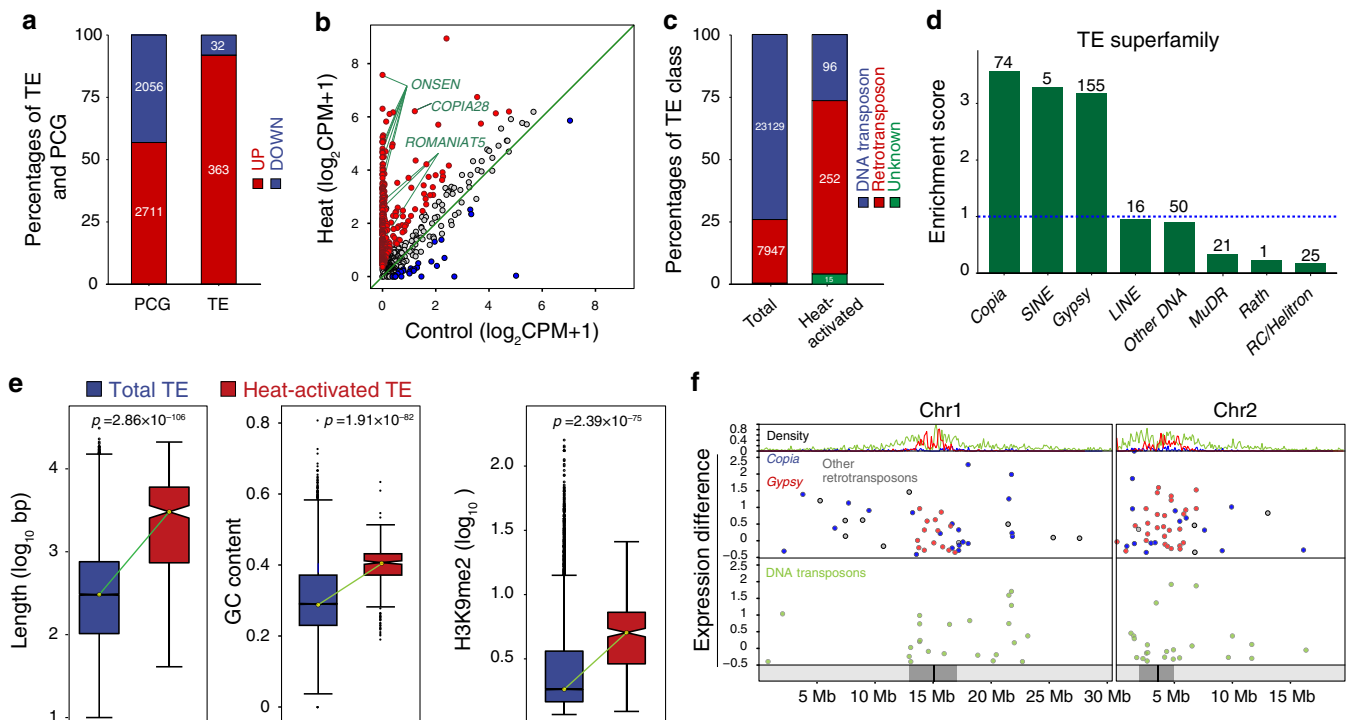 a
Percentages of TE
and PCG
100
75
50
25
0
2056
2711
32
363
PCG
TE
UP
DOWN
b
Heat (log2CPM+1)
8
6
4
2
0
ONSEN
COPIA28
ROMANIAT5
0
2
4
6
8
Control (log2CPM+1)
c
Percentages of TE class
100
75
50
25
0
23129
7947
96
252
15
Total
Heat-
activated
DNA transposon
Retrotransposon
Unknown
d
TE superfamily
Enrichment score
3
2
1
0
74
5
155
16
50
21
1
25
Copia
SINE
Gypsy
LINE
Other DNA
MuDR
Rath
RC/Helitron
e
Total TE
Heat-activated TE
p =2.86×10−106
Length (log10 bp)
4
3
2
1
p =1.91×10−82
GC content
0.8
0.6
0.4
0.2
0
p =2.39×10−75
H3K9me2 (log10)
2.0
1.5
1.0
0.5
f
Chr1
Chr2
Expression difference
0.8
0.4
Density
2.5
2
1.5
1
0.5
0
−0.5
Copia
Gypsy
Other
retrotransposons
2.5
2
1.5
1
0.5
0
−0.5
DNA transposons
5 Mb
10 Mb
15 Mb
20 Mb
25 Mb
30 Mb
5 Mb
10 Mb
15 Mb